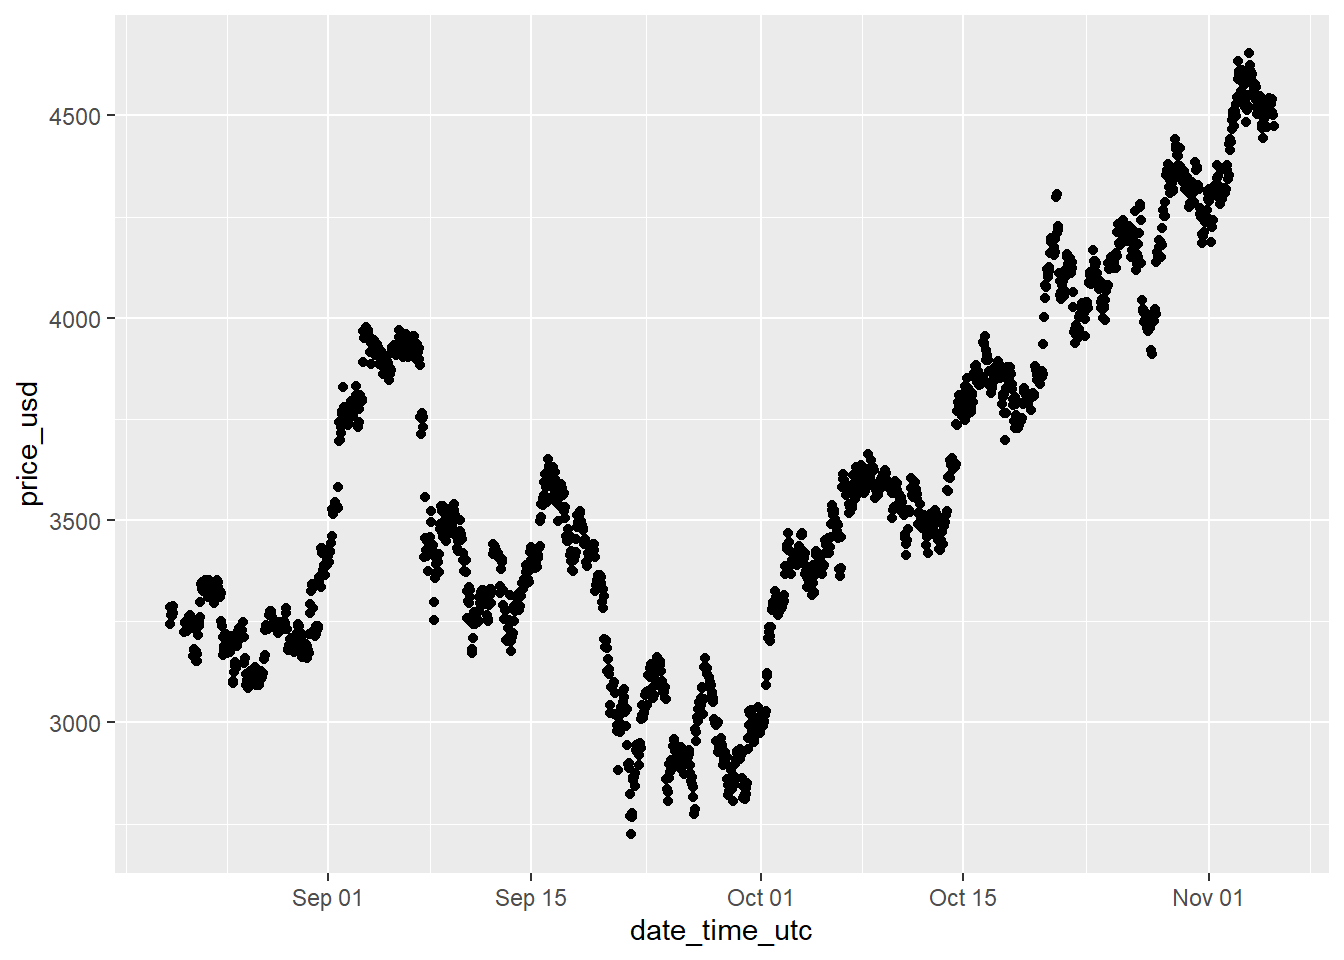 4500
4000
3500
3000
price_usd
Sep 01
Sep 15
Oct 01
Oct 15
Nov 01
date_time_utc